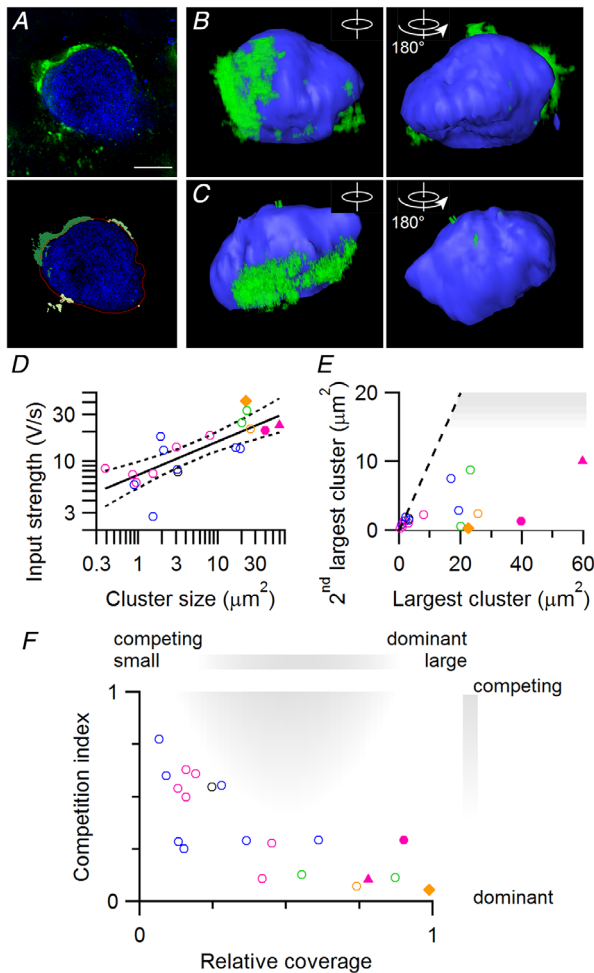 A
B
180°
C
180°
D
Input strength (V/s)
30
10
3
0.3
1
3
10
30
Cluster size (μm²)
E
2nd largest cluster (μm²)
20
10
0
0
20
40
60
Largest cluster (μm²)
F
competing dominant
small large
competing
Competition index
1
0
dominant
0
1
Relative coverage